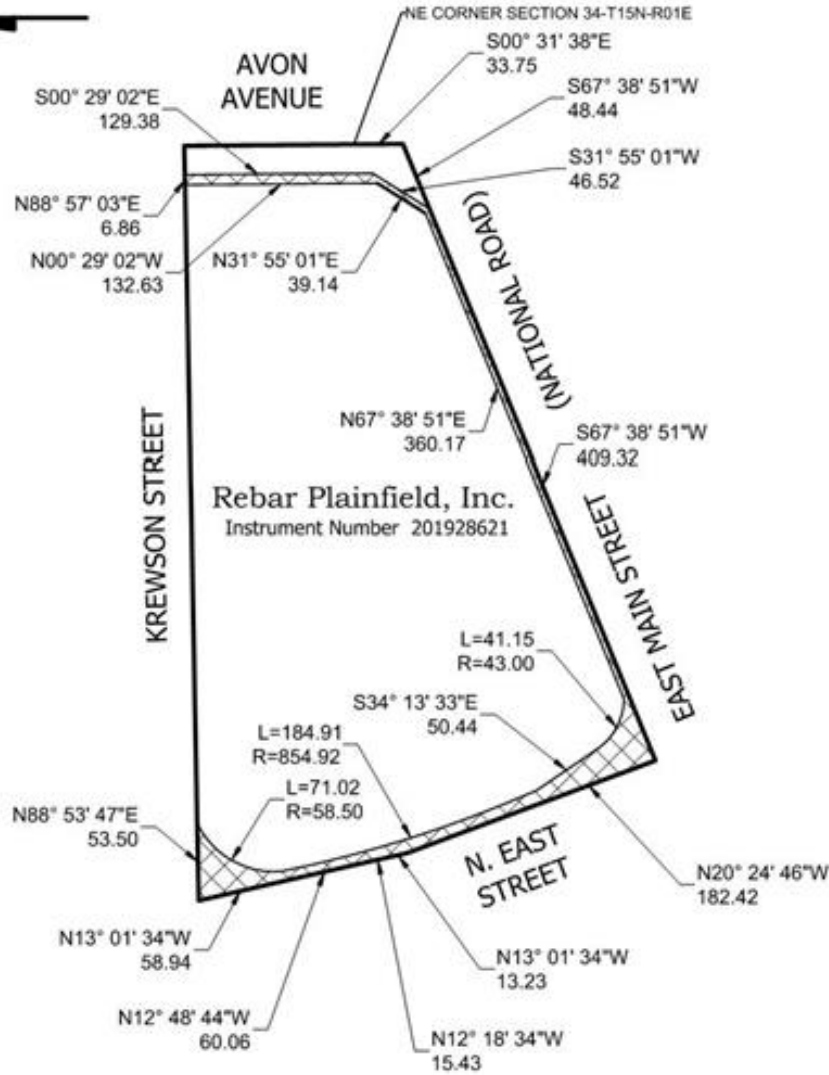 NE CORNER SECTION 34-T15N-R01E
AVON
AVENUE
S00° 31' 38"E
33.75
S00° 29' 02"E
129.38
S67° 38' 51"W
48.44
S31° 55' 01"W
46.52
N88° 57' 03"E
6.86
N00° 29' 02"W
132.63
N31° 55' 01"E
39.14
(NATIONAL ROAD)
N67° 38' 51"E
360.17
S67° 38' 51"W
409.32
KREWSON STREET
Rebar Plainfield, Inc.
Instrument Number 201928621
EAST MAIN STREET
L=41.15
R=43.00
S34° 13' 33"E
50.44
L=184.91
R=854.92
L=71.02
R=58.50
N88° 53' 47"E
53.50
N. EAST
STREET
N20° 24' 46"W
182.42
N13° 01' 34"W
58.94
N13° 01' 34"W
13.23
N12° 48' 44"W
60.06
N12° 18' 34"W
15.43